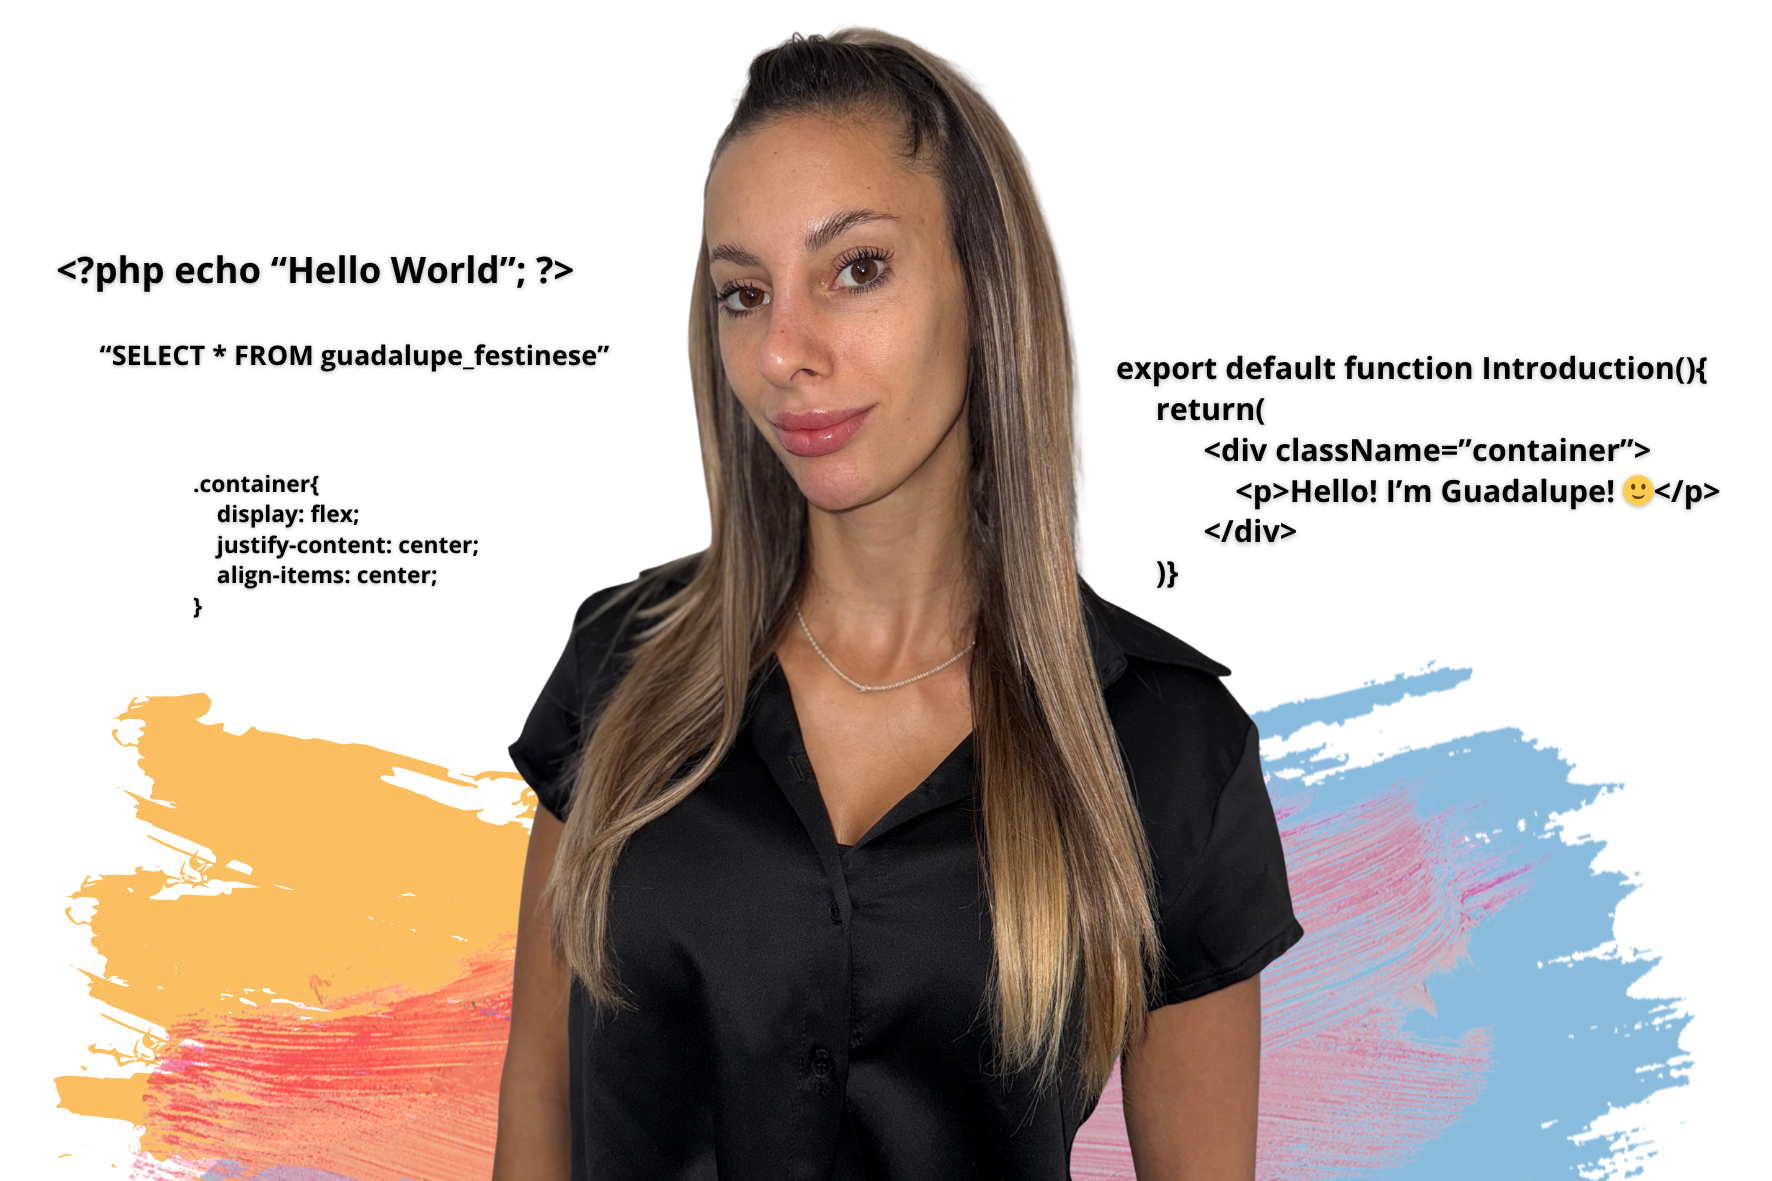 <?php echo “Hello World”; ?>
“SELECT * FROM guadalupe_festinese”
.container{
display: flex;
justify-content: center;
align-items: center;
}
export default function Introduction(){
return(
<div className=”container”>
<p>Hello! I’m Guadalupe! 🙂</p>
</div>
)}